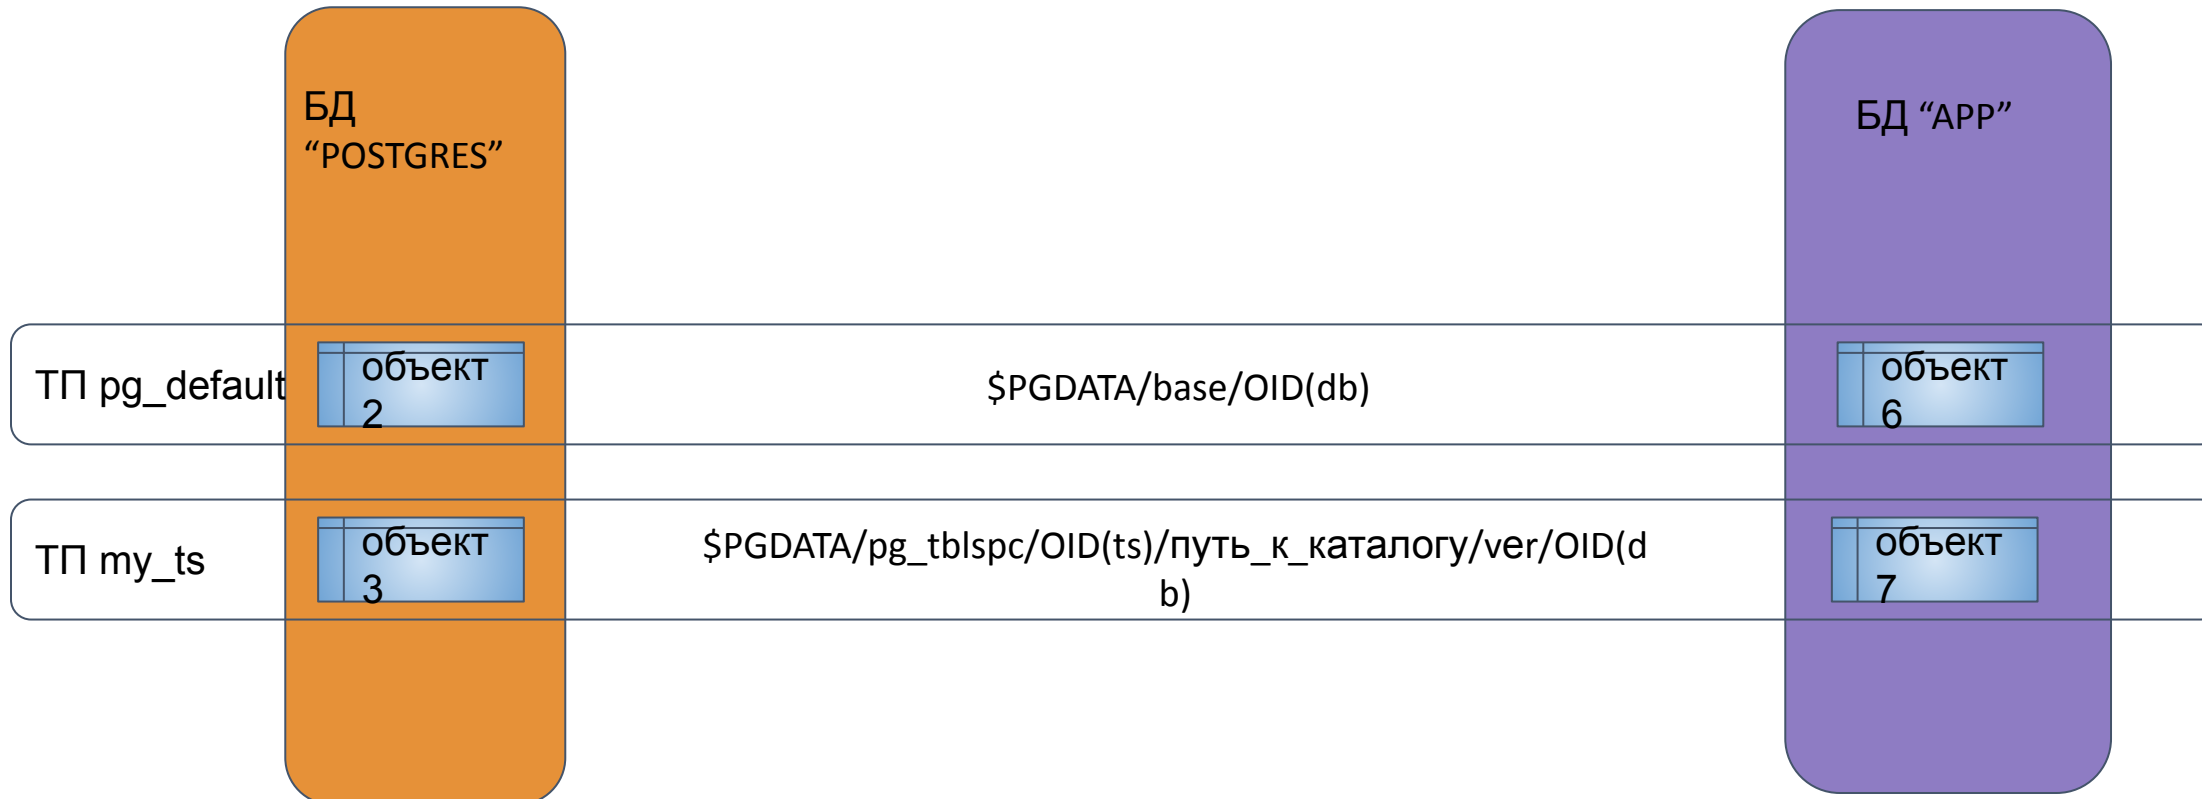 БД
“POSTGRES”
БД “APP”
ТП pg_default
объект
2
$PGDATA/base/OID(db)
объект
6
ТП my_ts
объект
3
$PGDATA/pg_tblspc/OID(ts)/путь_к_каталогу/ver/OID(d
b)
объект
7